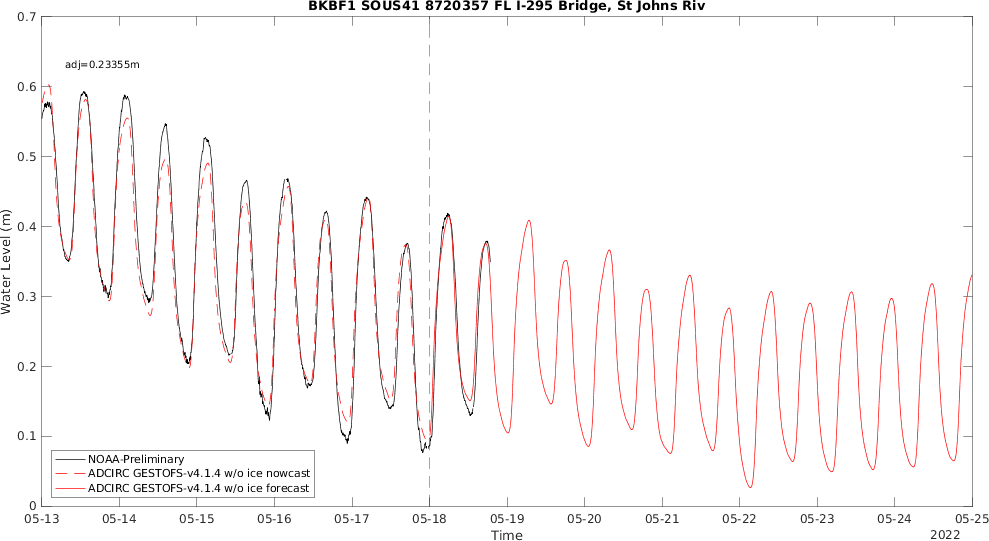 BKBF1 SOUS41 8720357 FL I-295 Bridge, St Johns Riv
0.7
adj=0.23355m
0.6
0.5
0.4
0.3
0.2
0.1
0
Water Level (m)
NOAA-Preliminary
ADCIRC GESTOFS-v4.1.4 w/o ice nowcast
ADCIRC GESTOFS-v4.1.4 w/o ice forecast
05-13 05-14 05-15 05-16 05-17 05-18 05-19 05-20 05-21 05-22 05-23 05-24 05-25
Time
2022